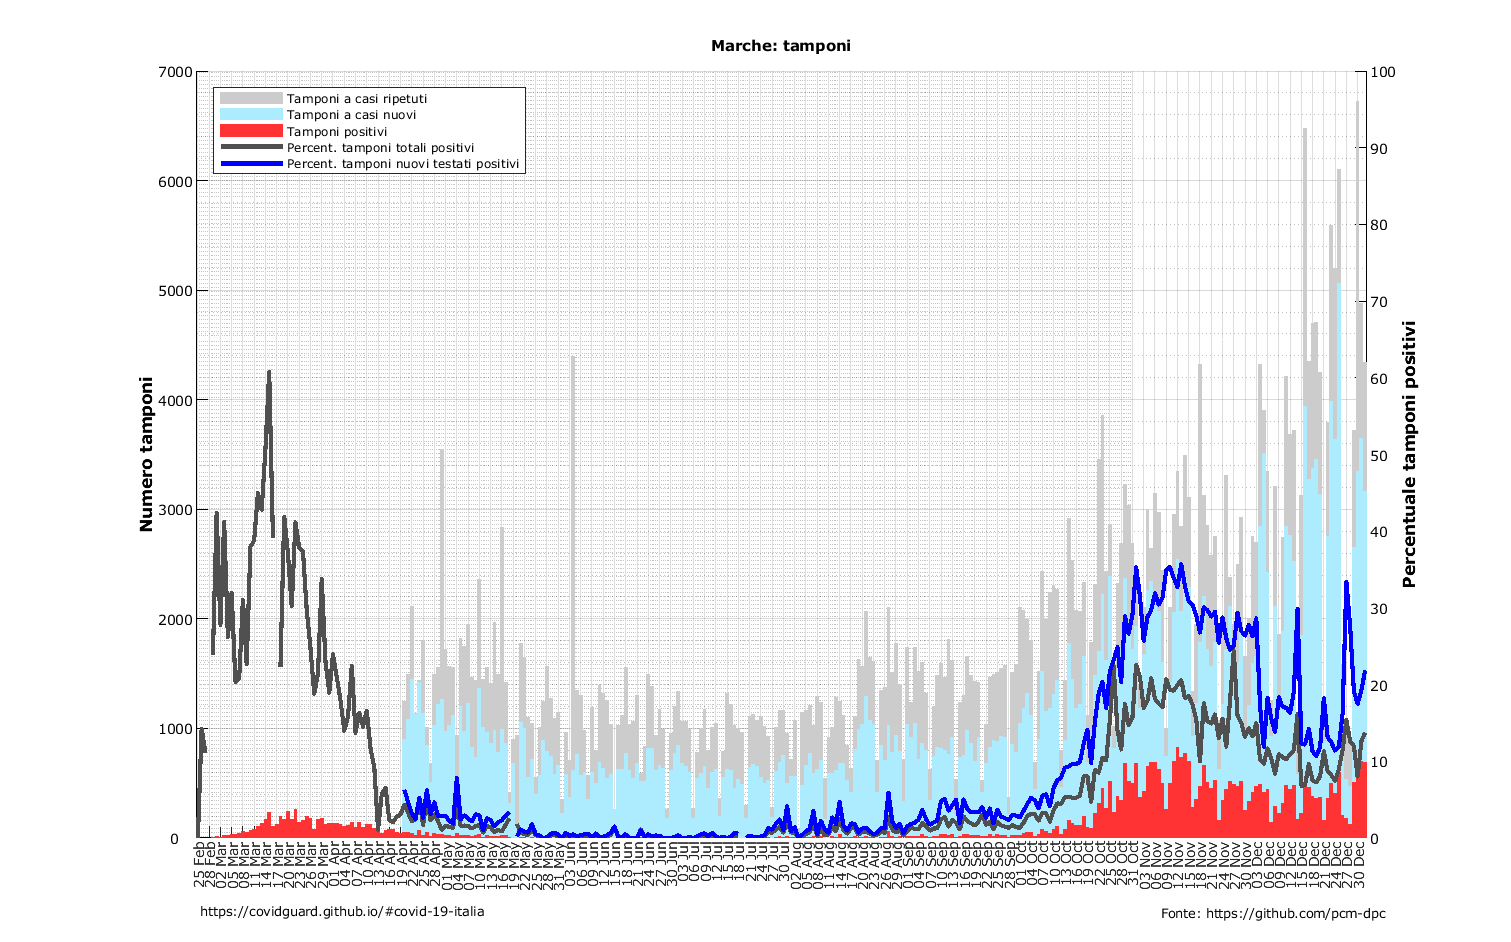 Marche: tamponi
7000
6000
5000
4000
3000
2000
1000
0
Numero tamponi
Tamponi a casi ripetuti
Tamponi a casi nuovi
Tamponi positivi
Percent. tamponi totali positivi
Percent. tamponi nuovi testati positivi
100
90
80
70
60
50
40
30
20
10
0
Percentuale tamponi positivi
25 Feb
28 Feb
02 Mar
05 Mar
08 Mar
11 Mar
14 Mar
17 Mar
20 Mar
23 Mar
26 Mar
29 Mar
01 Apr
04 Apr
07 Apr
10 Apr
13 Apr
16 Apr
19 Apr
22 Apr
25 Apr
28 Apr
01 May
04 May
07 May
10 May
13 May
16 May
19 May
22 May
25 May
28 May
31 May
03 Jun
06 Jun
09 Jun
12 Jun
15 Jun
18 Jun
21 Jun
24 Jun
27 Jun
30 Jun
03 Jul
06 Jul
09 Jul
12 Jul
15 Jul
18 Jul
21 Jul
24 Jul
27 Jul
30 Jul
02 Aug
05 Aug
08 Aug
11 Aug
14 Aug
17 Aug
20 Aug
23 Aug
26 Aug
29 Aug
01 Sep
04 Sep
07 Sep
10 Sep
13 Sep
16 Sep
19 Sep
22 Sep
25 Sep
28 Sep
01 Oct
04 Oct
07 Oct
10 Oct
13 Oct
16 Oct
19 Oct
22 Oct
25 Oct
28 Oct
31 Oct
03 Nov
06 Nov
09 Nov
12 Nov
15 Nov
18 Nov
21 Nov
24 Nov
27 Nov
30 Nov
03 Dec
06 Dec
09 Dec
12 Dec
15 Dec
18 Dec
21 Dec
24 Dec
27 Dec
30 Dec
https://covidguard.github.io/#covid-19-italia
Fonte: https://github.com/pcm-dpc